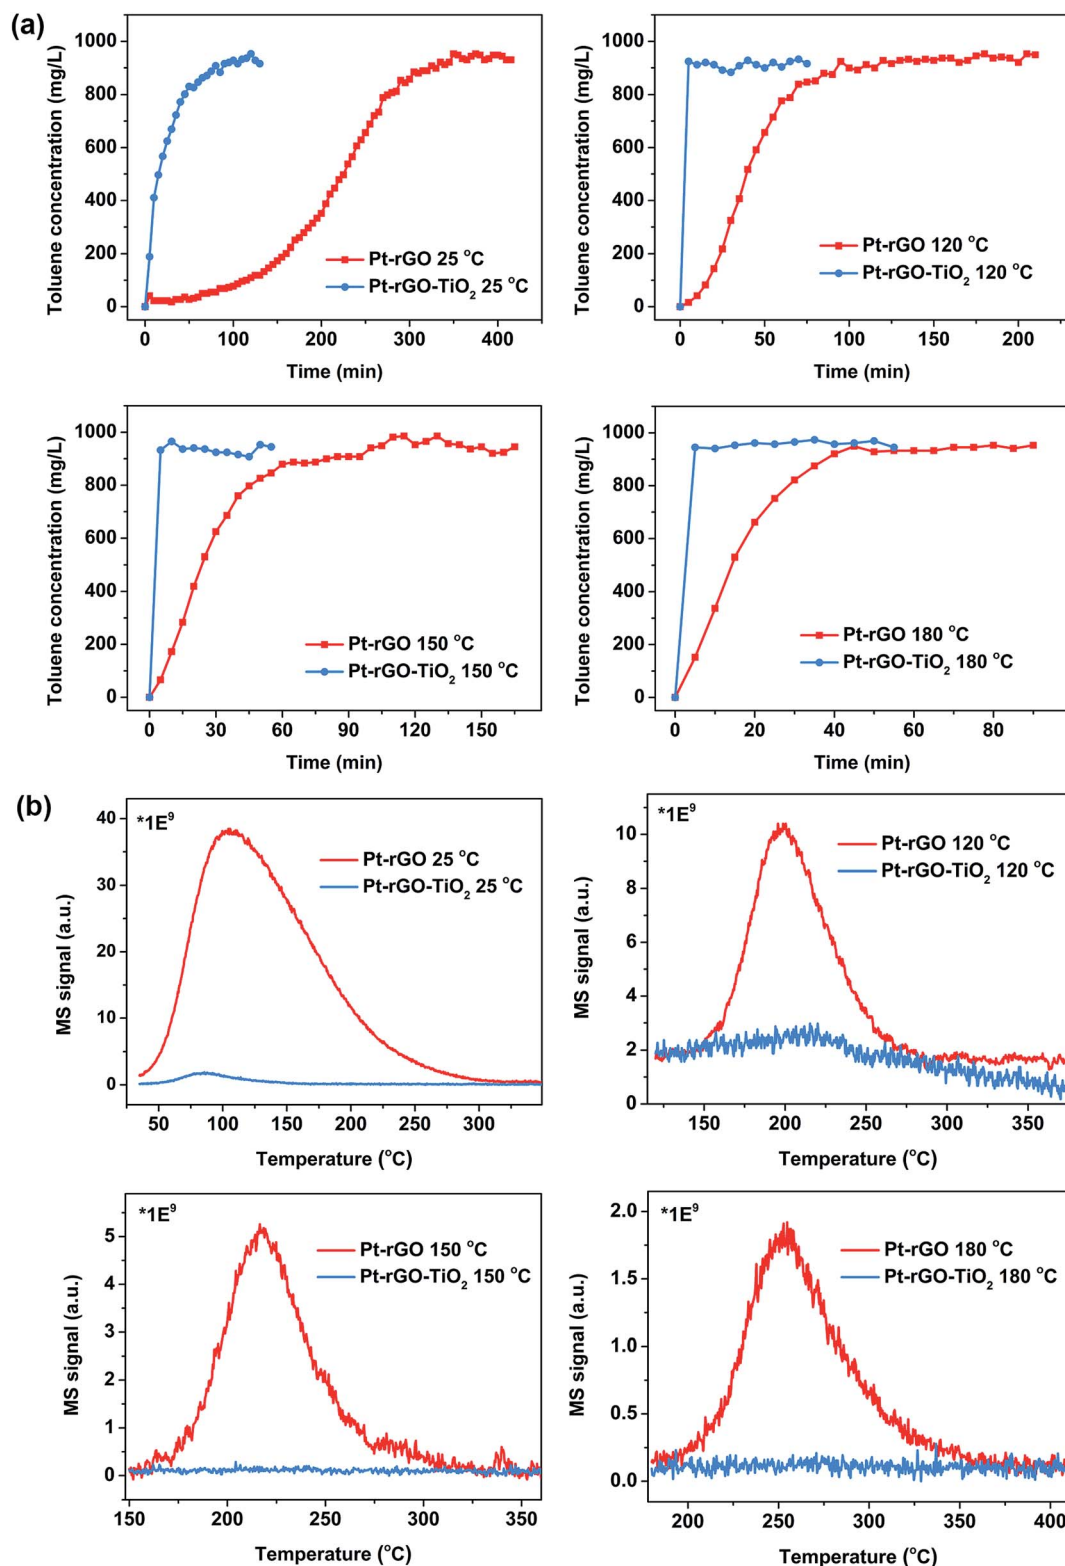 (a)
Toluene concentration (mg/L)
1000
800
600
400
200
0
Pt-rGO 25 °C
Pt-rGO-TiO₂ 25 °C
0 100 200 300 400
Time (min)
Toluene concentration (mg/L)
1000
800
600
400
200
0
Pt-rGO 120 °C
Pt-rGO-TiO₂ 120 °C
0 50 100 150 200
Time (min)
Toluene concentration (mg/L)
1000
800
600
400
200
0
Pt-rGO 150 °C
Pt-rGO-TiO₂ 150 °C
0 30 60 90 120 150
Time (min)
Toluene concentration (mg/L)
1000
800
600
400
200
0
Pt-rGO 180 °C
Pt-rGO-TiO₂ 180 °C
0 20 40 60 80
Time (min)
(b)
MS signal (a.u.)
*1E⁹
40
30
20
10
0
Pt-rGO 25 °C
Pt-rGO-TiO₂ 25 °C
50 100 150 200 250 300
Temperature (°C)
MS signal (a.u.)
*1E⁹
10
8
6
4
2
0
Pt-rGO 120 °C
Pt-rGO-TiO₂ 120 °C
150 200 250 300 350
Temperature (°C)
MS signal (a.u.)
*1E⁹
5
4
3
2
1
0
Pt-rGO 150 °C
Pt-rGO-TiO₂ 150 °C
150 200 250 300 350
Temperature (°C)
MS signal (a.u.)
*1E⁹
2.0
1.5
1.0
0.5
0.0
Pt-rGO 180 °C
Pt-rGO-TiO₂ 180 °C
200 250 300 350 400
Temperature (°C)